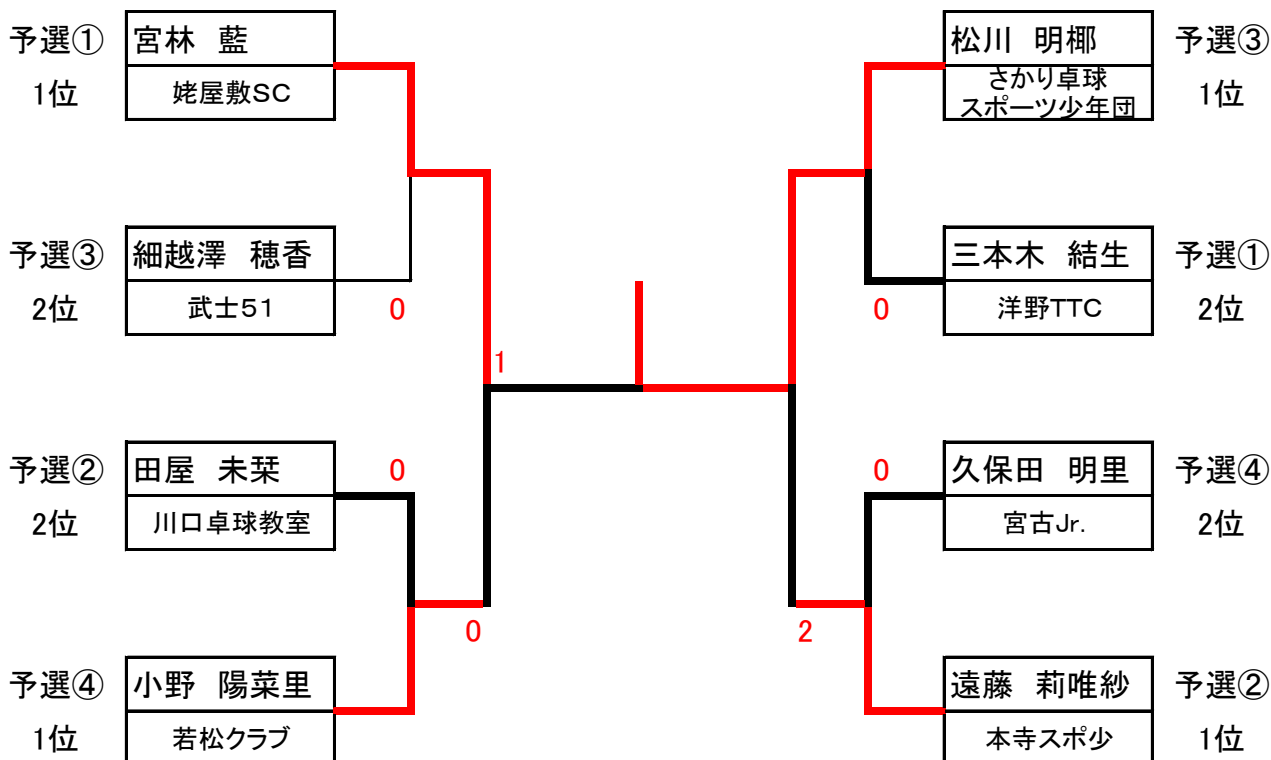 予選①
宮林　藍
1位
姥屋敷SC
予選③
細越澤　穂香
2位
武士51
0
1
予選②
田屋　未栞
0
2位
川口卓球教室
0
予選④
小野　陽菜里
1位
若松クラブ
松川　明椰
予選③
さかり卓球
スポーツ少年団
1位
三本木　結生
予選①
0
洋野TTC
2位
0
久保田　明里
予選④
宮古Jr.
2位
2
遠藤　莉唯紗
予選②
本寺スポ少
1位